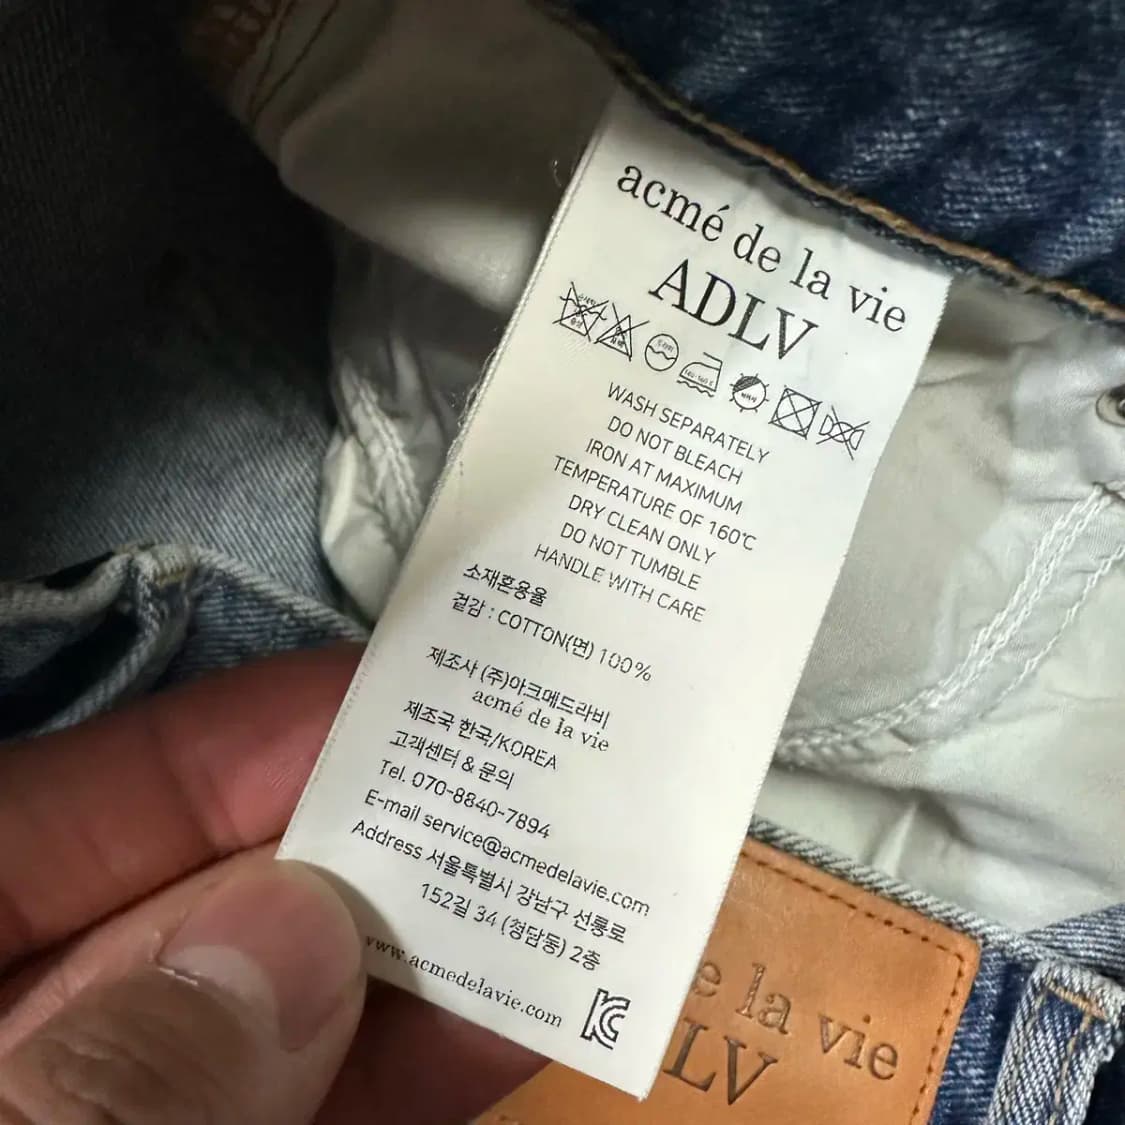 acmé de la vie
ADLV
WASH SEPARATELY
DO NOT BLEACH
IRON AT MAXIMUM
TEMPERATURE OF 160℃
DRY CLEAN ONLY
DO NOT TUMBLE
HANDLE WITH CARE
소재혼용율
겉감 : COTTON(면) 100%
제조사 (주)아크메드라비
acmé de la vie
제조국 한국/KOREA
고객센터 & 문의
Tel. 070-8840-7894
E-mail service@acmedelavie.com
Address 서울특별시 강남구 선릉로
152길 34 (청담동) 2층
www.acmedelavie.com
e la vie
LV